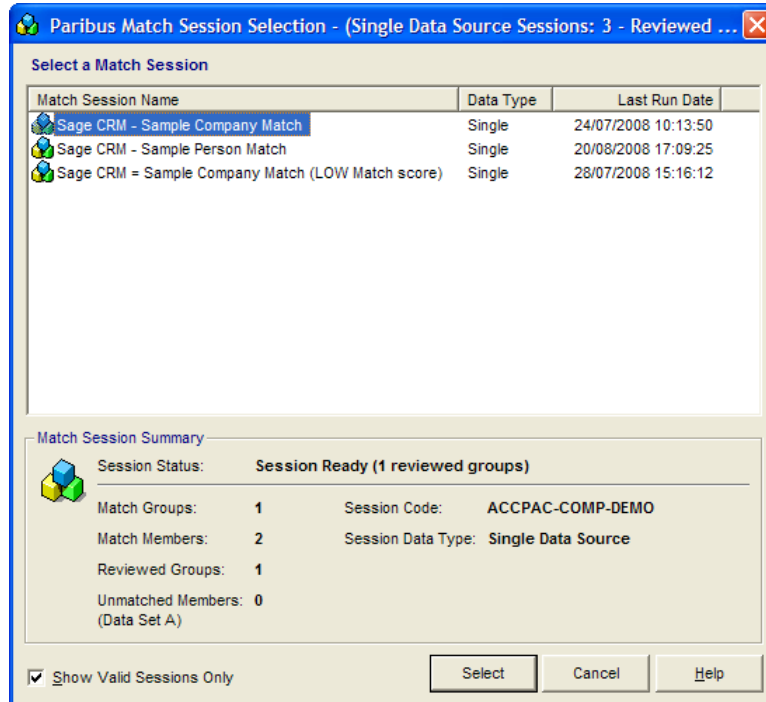 Paribus Match Session Selection - (Single Data Source Sessions: 3 - Reviewed ...
Select a Match Session
Match Session Name Data Type Last Run Date
Sage CRM - Sample Company Match Single 24/07/2008 10:13:50
Sage CRM - Sample Person Match Single 20/08/2008 17:09:25
Sage CRM = Sample Company Match (LOW Match score) Single 28/07/2008 15:16:12
Match Session Summary
Session Status: Session Ready (1 reviewed groups)
Match Groups: 1 Session Code: ACCPAC-COMP-DEMO
Match Members: 2 Session Data Type: Single Data Source
Reviewed Groups: 1
Unmatched Members: 0
(Data Set A)
Show Valid Sessions Only Select Cancel Help